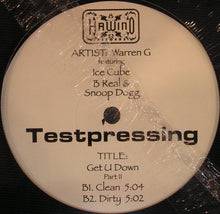 HAWINO
ARTIST: Warren G
featuring
Ice Cube
B Real &
Snoop Dogg
Testpressing
TITLE:
Get U Down
Part II
B1. Clean 5:04
B2. Dirty 5:02